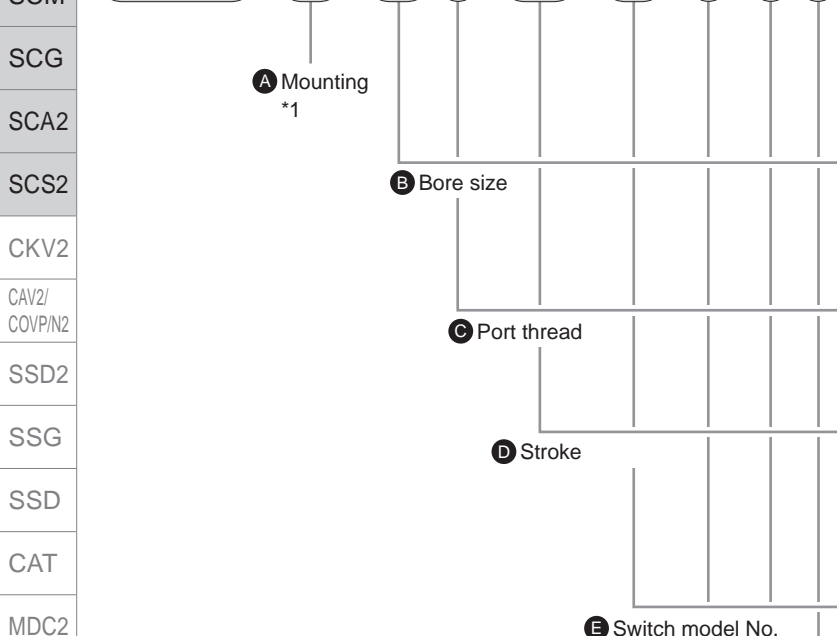 SCG
SCA2
SCS2
CKV2
CAV2/
COVP/N2
SSD2
SSG
SSD
CAT
MDC2
A Mounting
*1
B Bore size
C Port thread
D Stroke
E Switch model No.